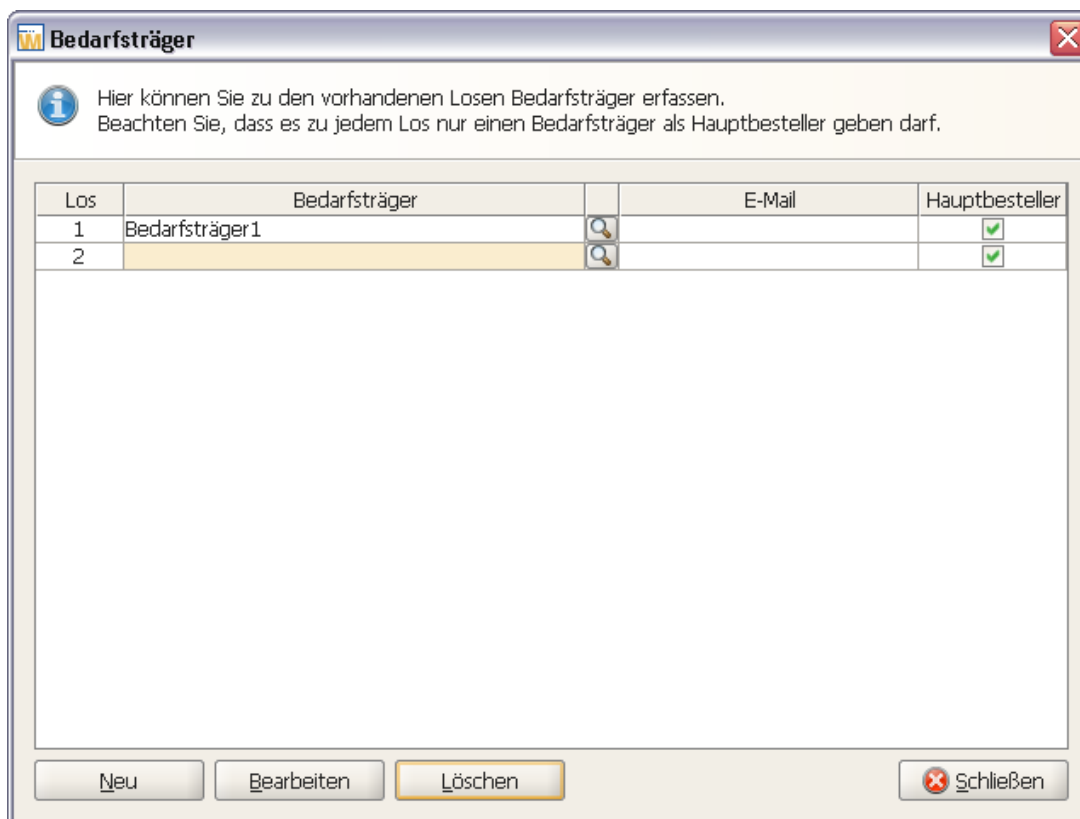 Bedarfsträger
Hier können Sie zu den vorhandenen Losen Bedarfsträger erfassen.
Beachten Sie, dass es zu jedem Los nur einen Bedarfsträger als Hauptbesteller geben darf.
Los Bedarfsträger E-Mail Hauptbesteller
1 Bedarfsträger1
2
Neu Bearbeiten Löschen Schließen